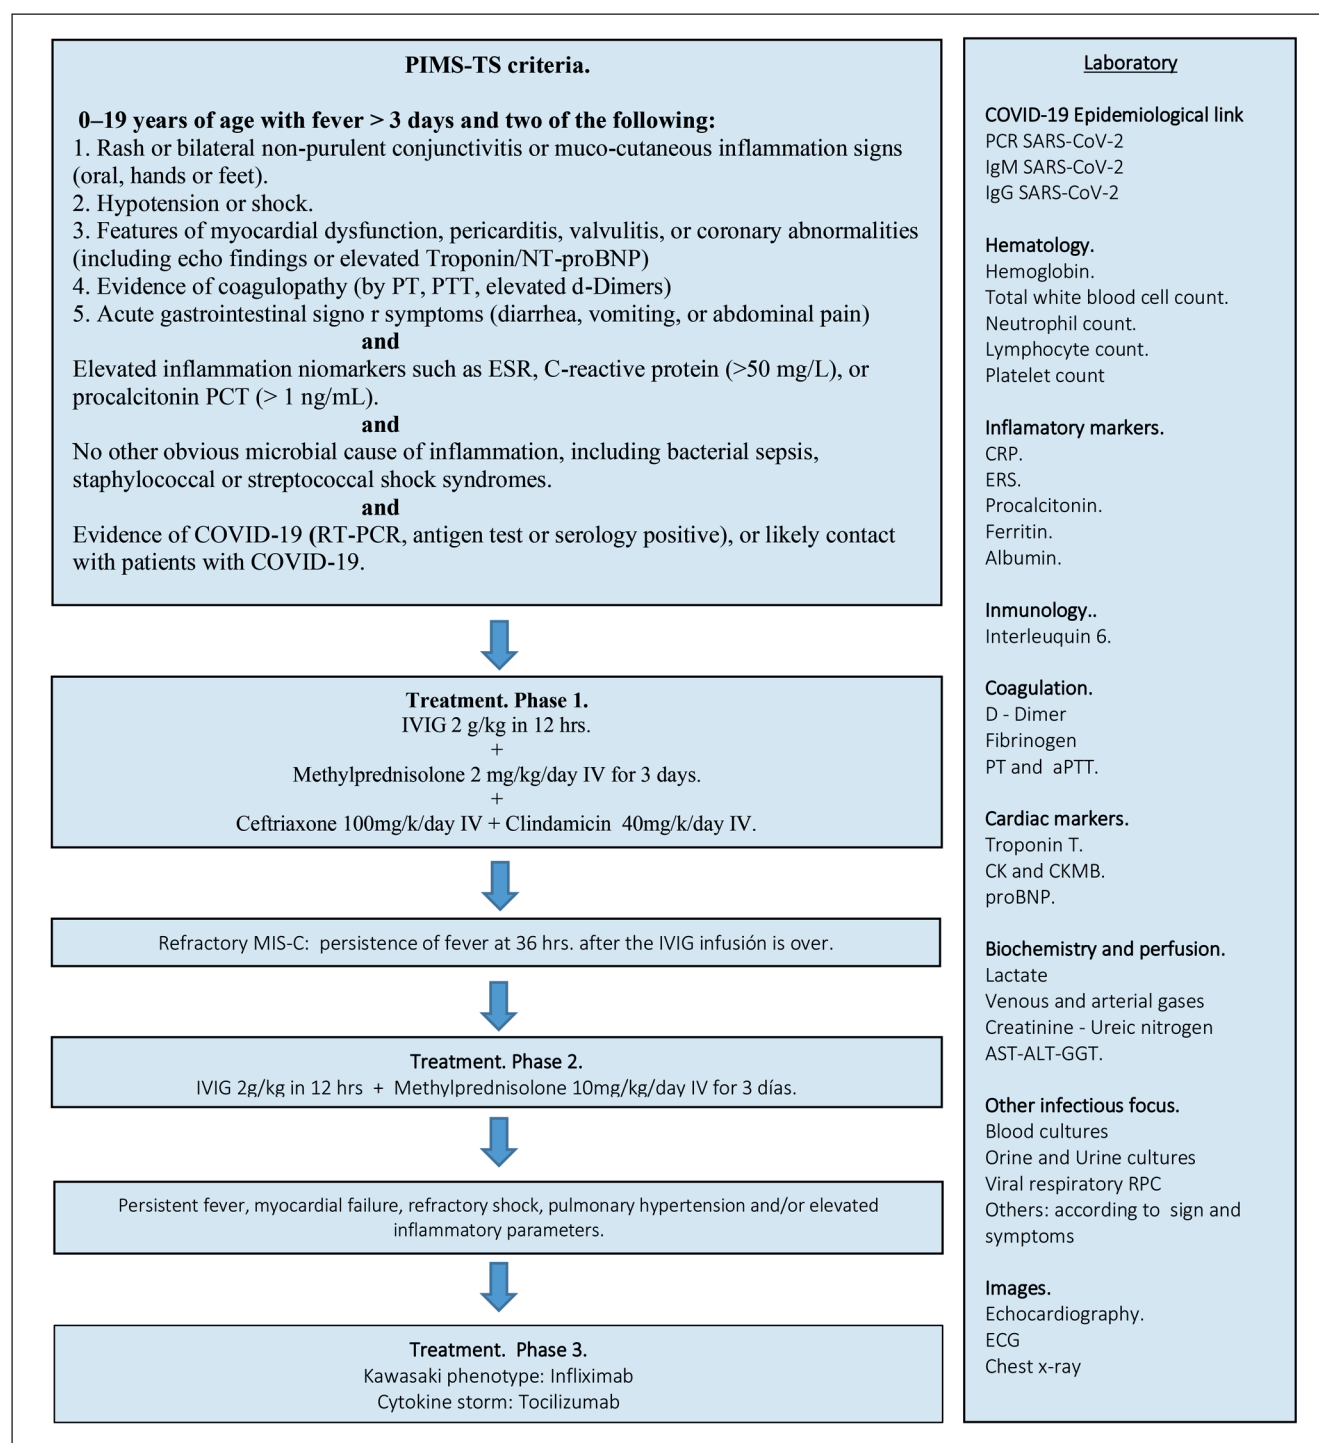 PIMS-TS criteria.
0–19 years of age with fever > 3 days and two of the following:
1. Rash or bilateral non-purulent conjunctivitis or muco-cutaneous inflammation signs
(oral, hands or feet).
2. Hypotension or shock.
3. Features of myocardial dysfunction, pericarditis, valvulitis, or coronary abnormalities
(including echo findings or elevated Troponin/NT-proBNP)
4. Evidence of coagulopathy (by PT, PTT, elevated d-Dimers)
5. Acute gastrointestinal signo r symptoms (diarrhea, vomiting, or abdominal pain)
and
Elevated inflammation niomarkers such as ESR, C-reactive protein (>50 mg/L), or
procalcitonin PCT (> 1 ng/mL).
and
No other obvious microbial cause of inflammation, including bacterial sepsis,
staphylococcal or streptococcal shock syndromes.
and
Evidence of COVID-19 (RT-PCR, antigen test or serology positive), or likely contact
with patients with COVID-19.
Treatment. Phase 1.
IVIG 2 g/kg in 12 hrs.
+
Methylprednisolone 2 mg/kg/day IV for 3 days.
+
Ceftriaxone 100mg/k/day IV + Clindamicin 40mg/k/day IV.
Refractory MIS-C: persistence of fever at 36 hrs. after the IVIG infusión is over.
Treatment. Phase 2.
IVIG 2g/kg in 12 hrs + Methylprednisolone 10mg/kg/day IV for 3 días.
Persistent fever, myocardial failure, refractory shock, pulmonary hypertension and/or elevated
inflammatory parameters.
Treatment. Phase 3.
Kawasaki phenotype: Infliximab
Cytokine storm: Tocilizumab
Laboratory
COVID-19 Epidemiological link
PCR SARS-CoV-2
IgM SARS-CoV-2
IgG SARS-CoV-2
Hematology.
Hemoglobin.
Total white blood cell count.
Neutrophil count.
Lymphocyte count.
Platelet count
Inflamatory markers.
CRP.
ERS.
Procalcitonin.
Ferritin.
Albumin.
Inmunology..
Interleuquin 6.
Coagulation.
D - Dimer
Fibrinogen
PT and aPTT.
Cardiac markers.
Troponin T.
CK and CKMB.
proBNP.
Biochemistry and perfusion.
Lactate
Venous and arterial gases
Creatinine - Ureic nitrogen
AST-ALT-GGT.
Other infectious focus.
Blood cultures
Orine and Urine cultures
Viral respiratory RPC
Others: according to sign and
symptoms
Images.
Echocardiography.
ECG
Chest x-ray